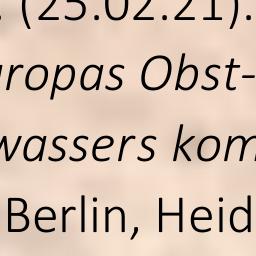 . (25.02.21).
uropas Obst-
wassers kom
Berlin, Heid